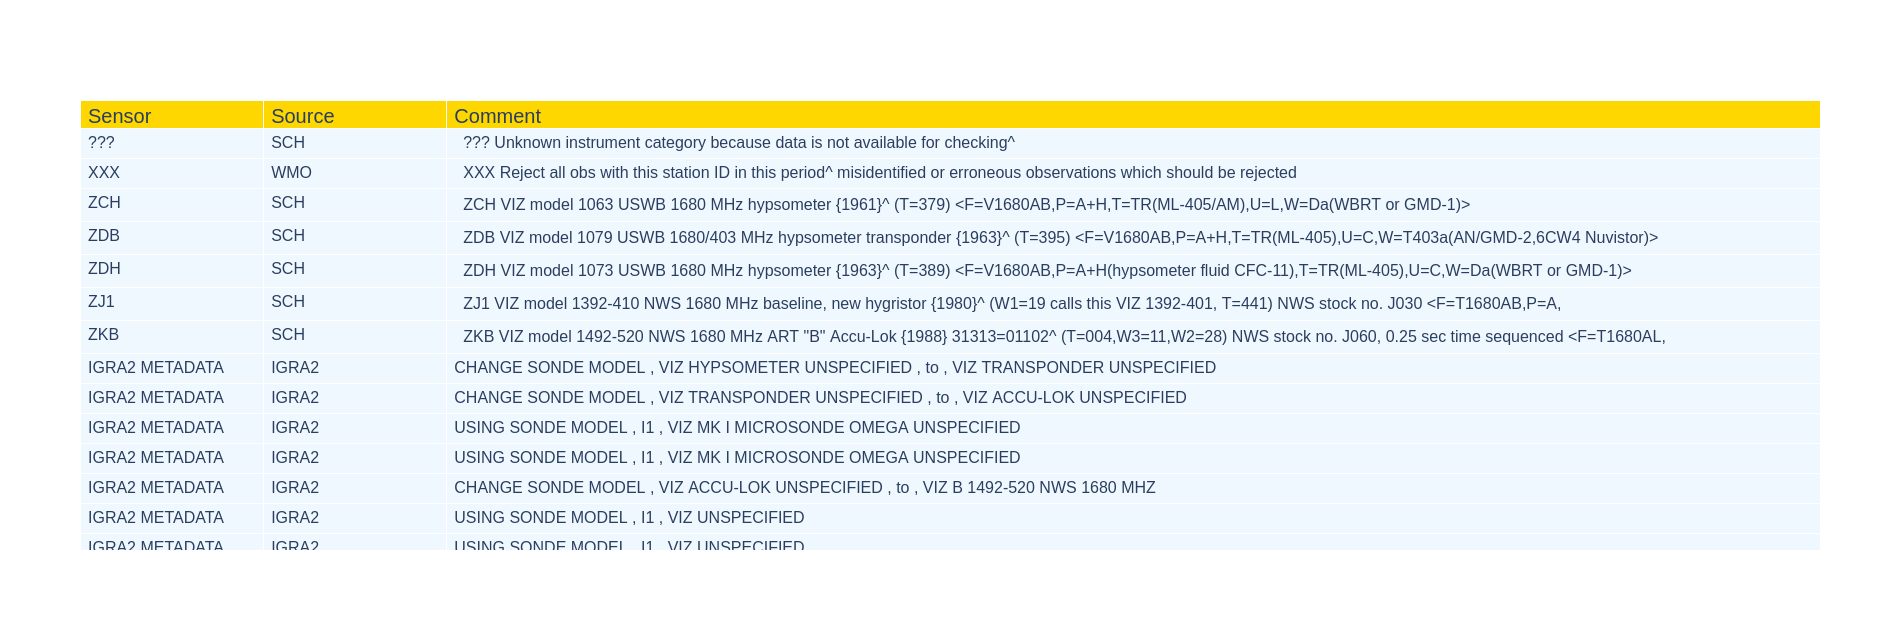 Sensor Source Comment
??? SCH ??? Unknown instrument category because data is not available for checking^
XXX WMO XXX Reject all obs with this station ID in this period^ misidentified or erroneous observations which should be rejected
ZCH SCH ZCH VIZ model 1063 USWB 1680 MHz hypsometer {1961}^ (T=379) <F=V1680AB,P=A+H,T=TR(ML-405/AM),U=L,W=Da(WBRT or GMD-1)>
ZDB SCH ZDB VIZ model 1079 USWB 1680/403 MHz hypsometer transponder {1963}^ (T=395) <F=V1680AB,P=A+H,T=TR(ML-405),U=C,W=T403a(AN/GMD-2,6CW4 Nuvistor)>
ZDH SCH ZDH VIZ model 1073 USWB 1680 MHz hypsometer {1963}^ (T=389) <F=V1680AB,P=A+H(hypsometer fluid CFC-11),T=TR(ML-405),U=C,W=Da(WBRT or GMD-1)>
ZJ1 SCH ZJ1 VIZ model 1392-410 NWS 1680 MHz baseline, new hygristor {1980}^ (W1=19 calls this VIZ 1392-401, T=441) NWS stock no. J030 <F=T1680AB,P=A,
ZKB SCH ZKB VIZ model 1492-520 NWS 1680 MHz ART "B" Accu-Lok {1988} 31313=01102^ (T=004,W3=11,W2=28) NWS stock no. J060, 0.25 sec time sequenced <F=T1680AL,
IGRA2 METADATA IGRA2 CHANGE SONDE MODEL , VIZ HYPSOMETER UNSPECIFIED , to , VIZ TRANSPONDER UNSPECIFIED
IGRA2 METADATA IGRA2 CHANGE SONDE MODEL , VIZ TRANSPONDER UNSPECIFIED , to , VIZ ACCU-LOK UNSPECIFIED
IGRA2 METADATA IGRA2 USING SONDE MODEL , I1 , VIZ MK I MICROSONDE OMEGA UNSPECIFIED
IGRA2 METADATA IGRA2 USING SONDE MODEL , I1 , VIZ MK I MICROSONDE OMEGA UNSPECIFIED
IGRA2 METADATA IGRA2 CHANGE SONDE MODEL , VIZ ACCU-LOK UNSPECIFIED , to , VIZ B 1492-520 NWS 1680 MHZ
IGRA2 METADATA IGRA2 USING SONDE MODEL , I1 , VIZ UNSPECIFIED
IGRA2 METADATA IGRA2 USING SONDE MODEL , I1 , VIZ UNSPECIFIED